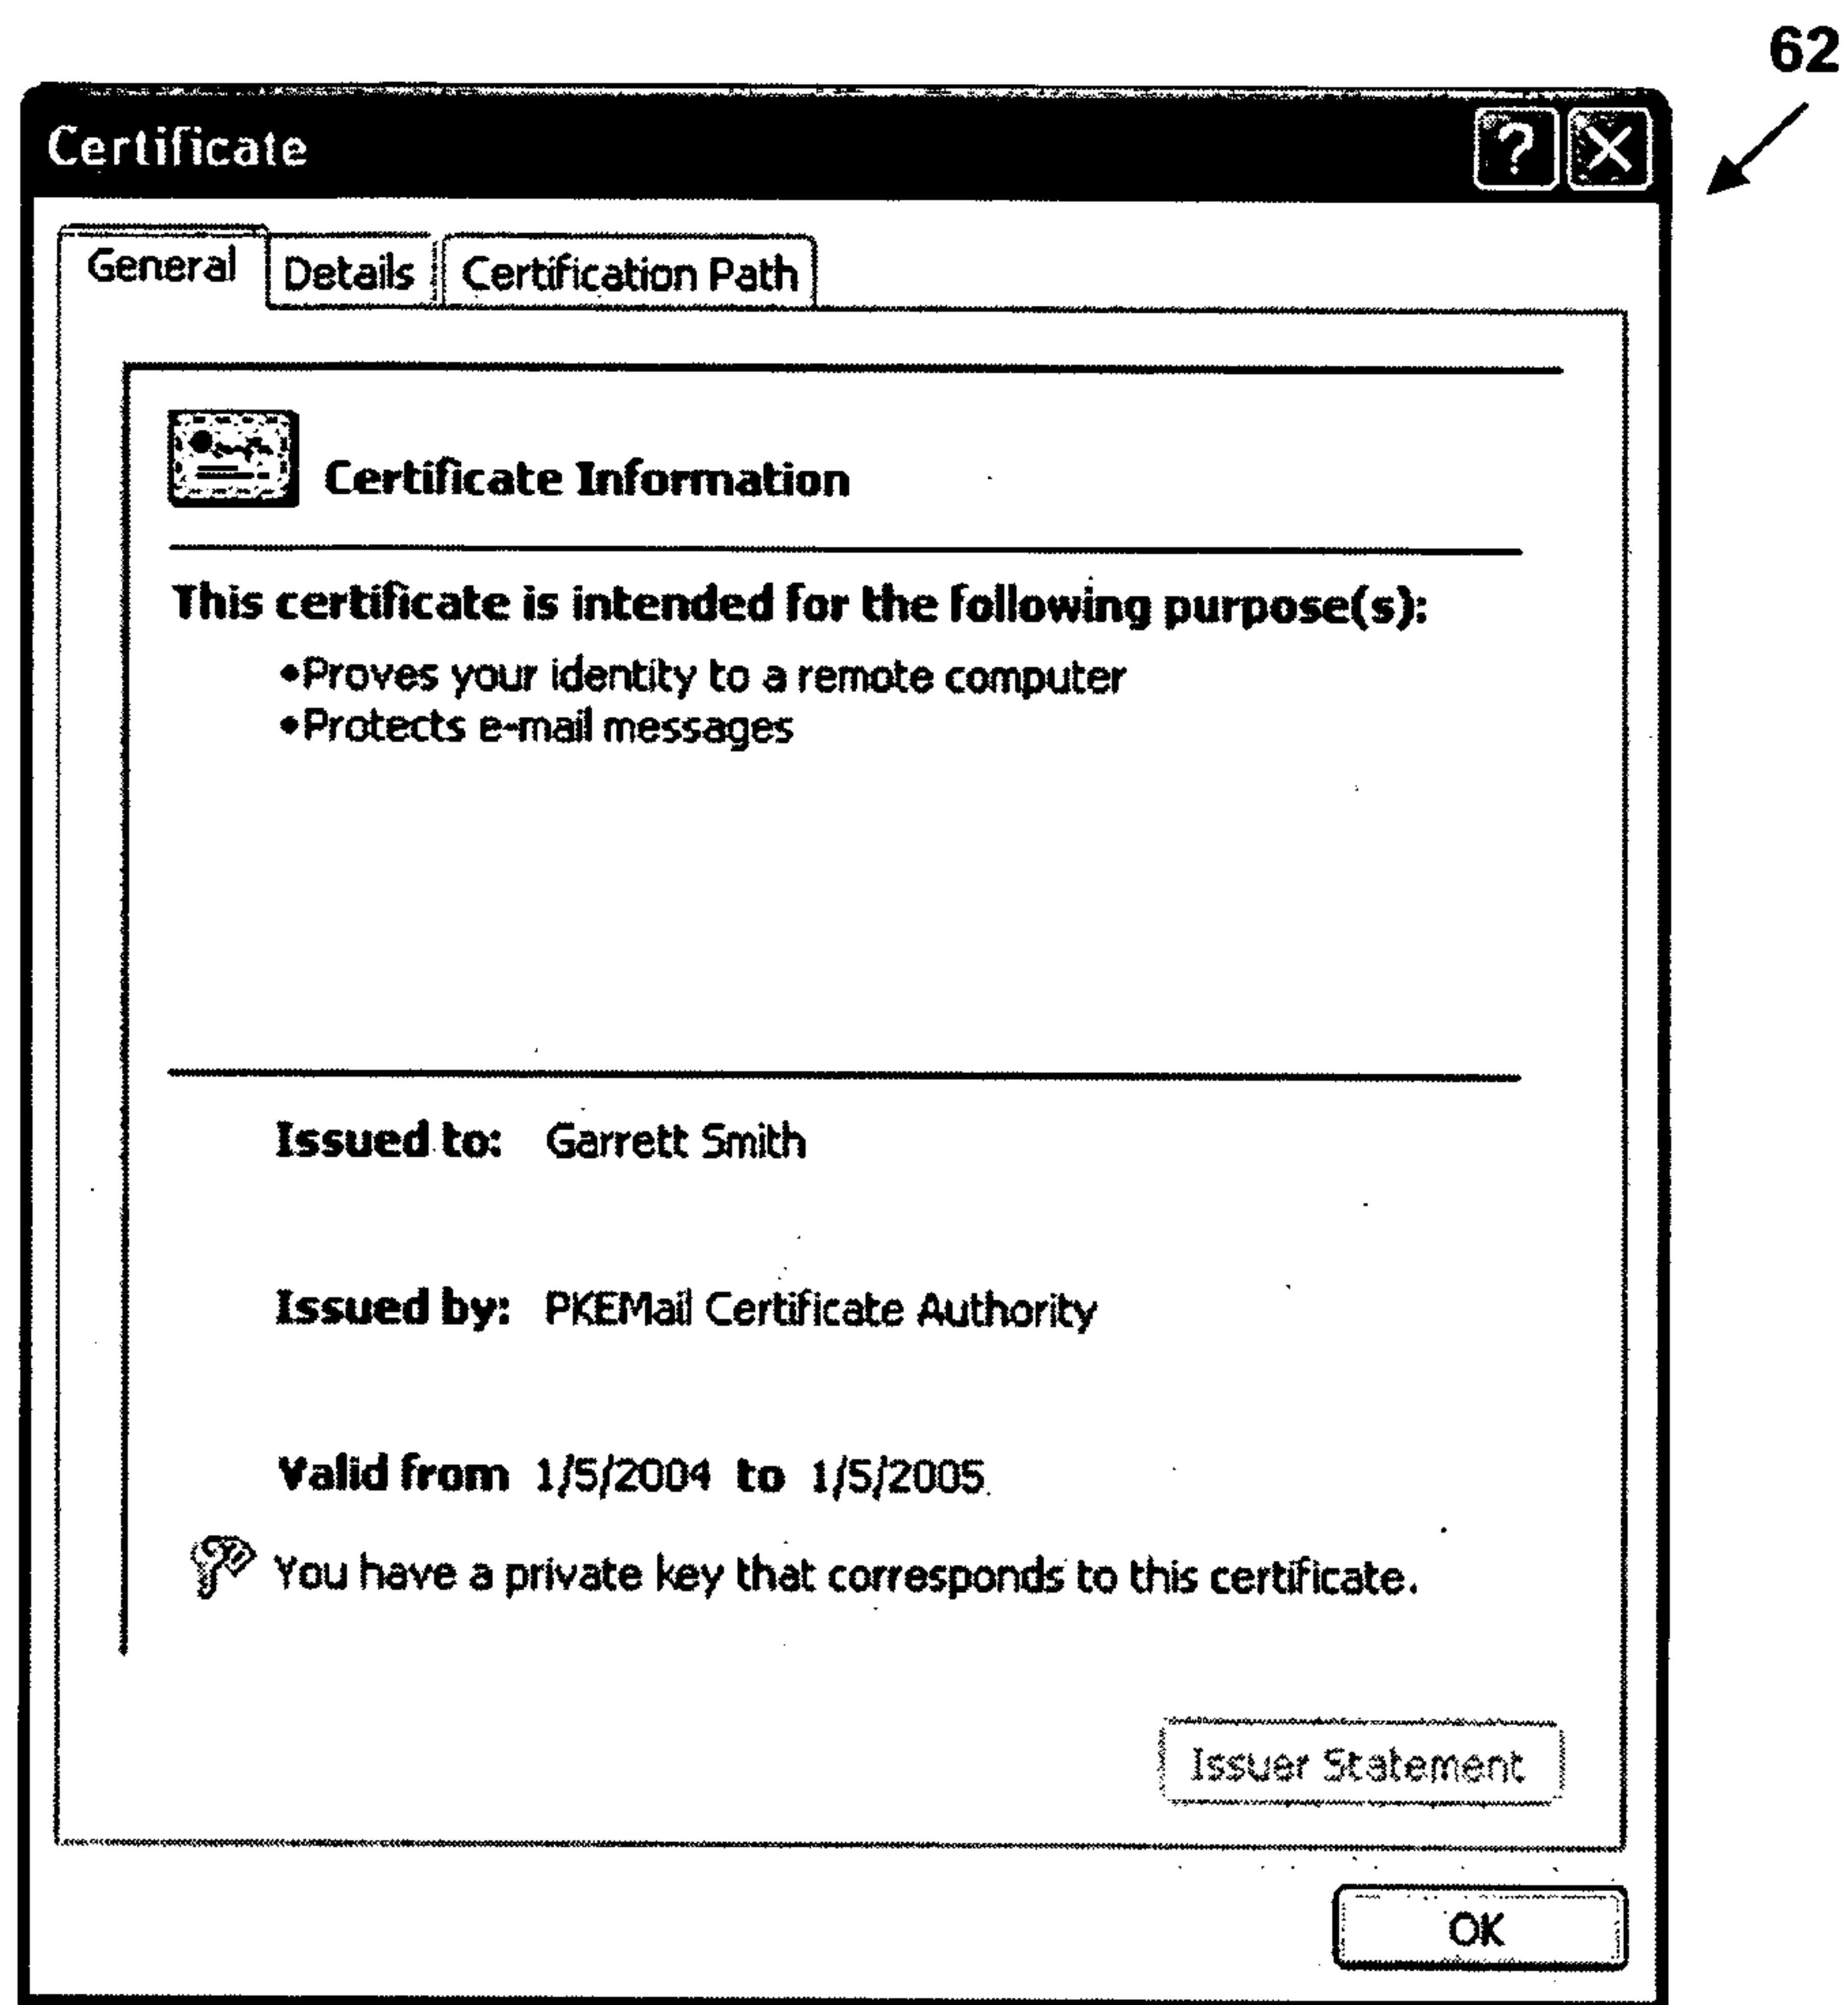 62
Certificate
General Details Certification Path
Certificate Information
This certificate is intended for the following purpose(s):
•Proves your identity to a remote computer
•Protects e-mail messages
Issued to: Garrett Smith
Issued by: PKEMail Certificate Authority
Valid from 1/5/2004 to 1/5/2005
You have a private key that corresponds to this certificate.
Issuer Statement
OK